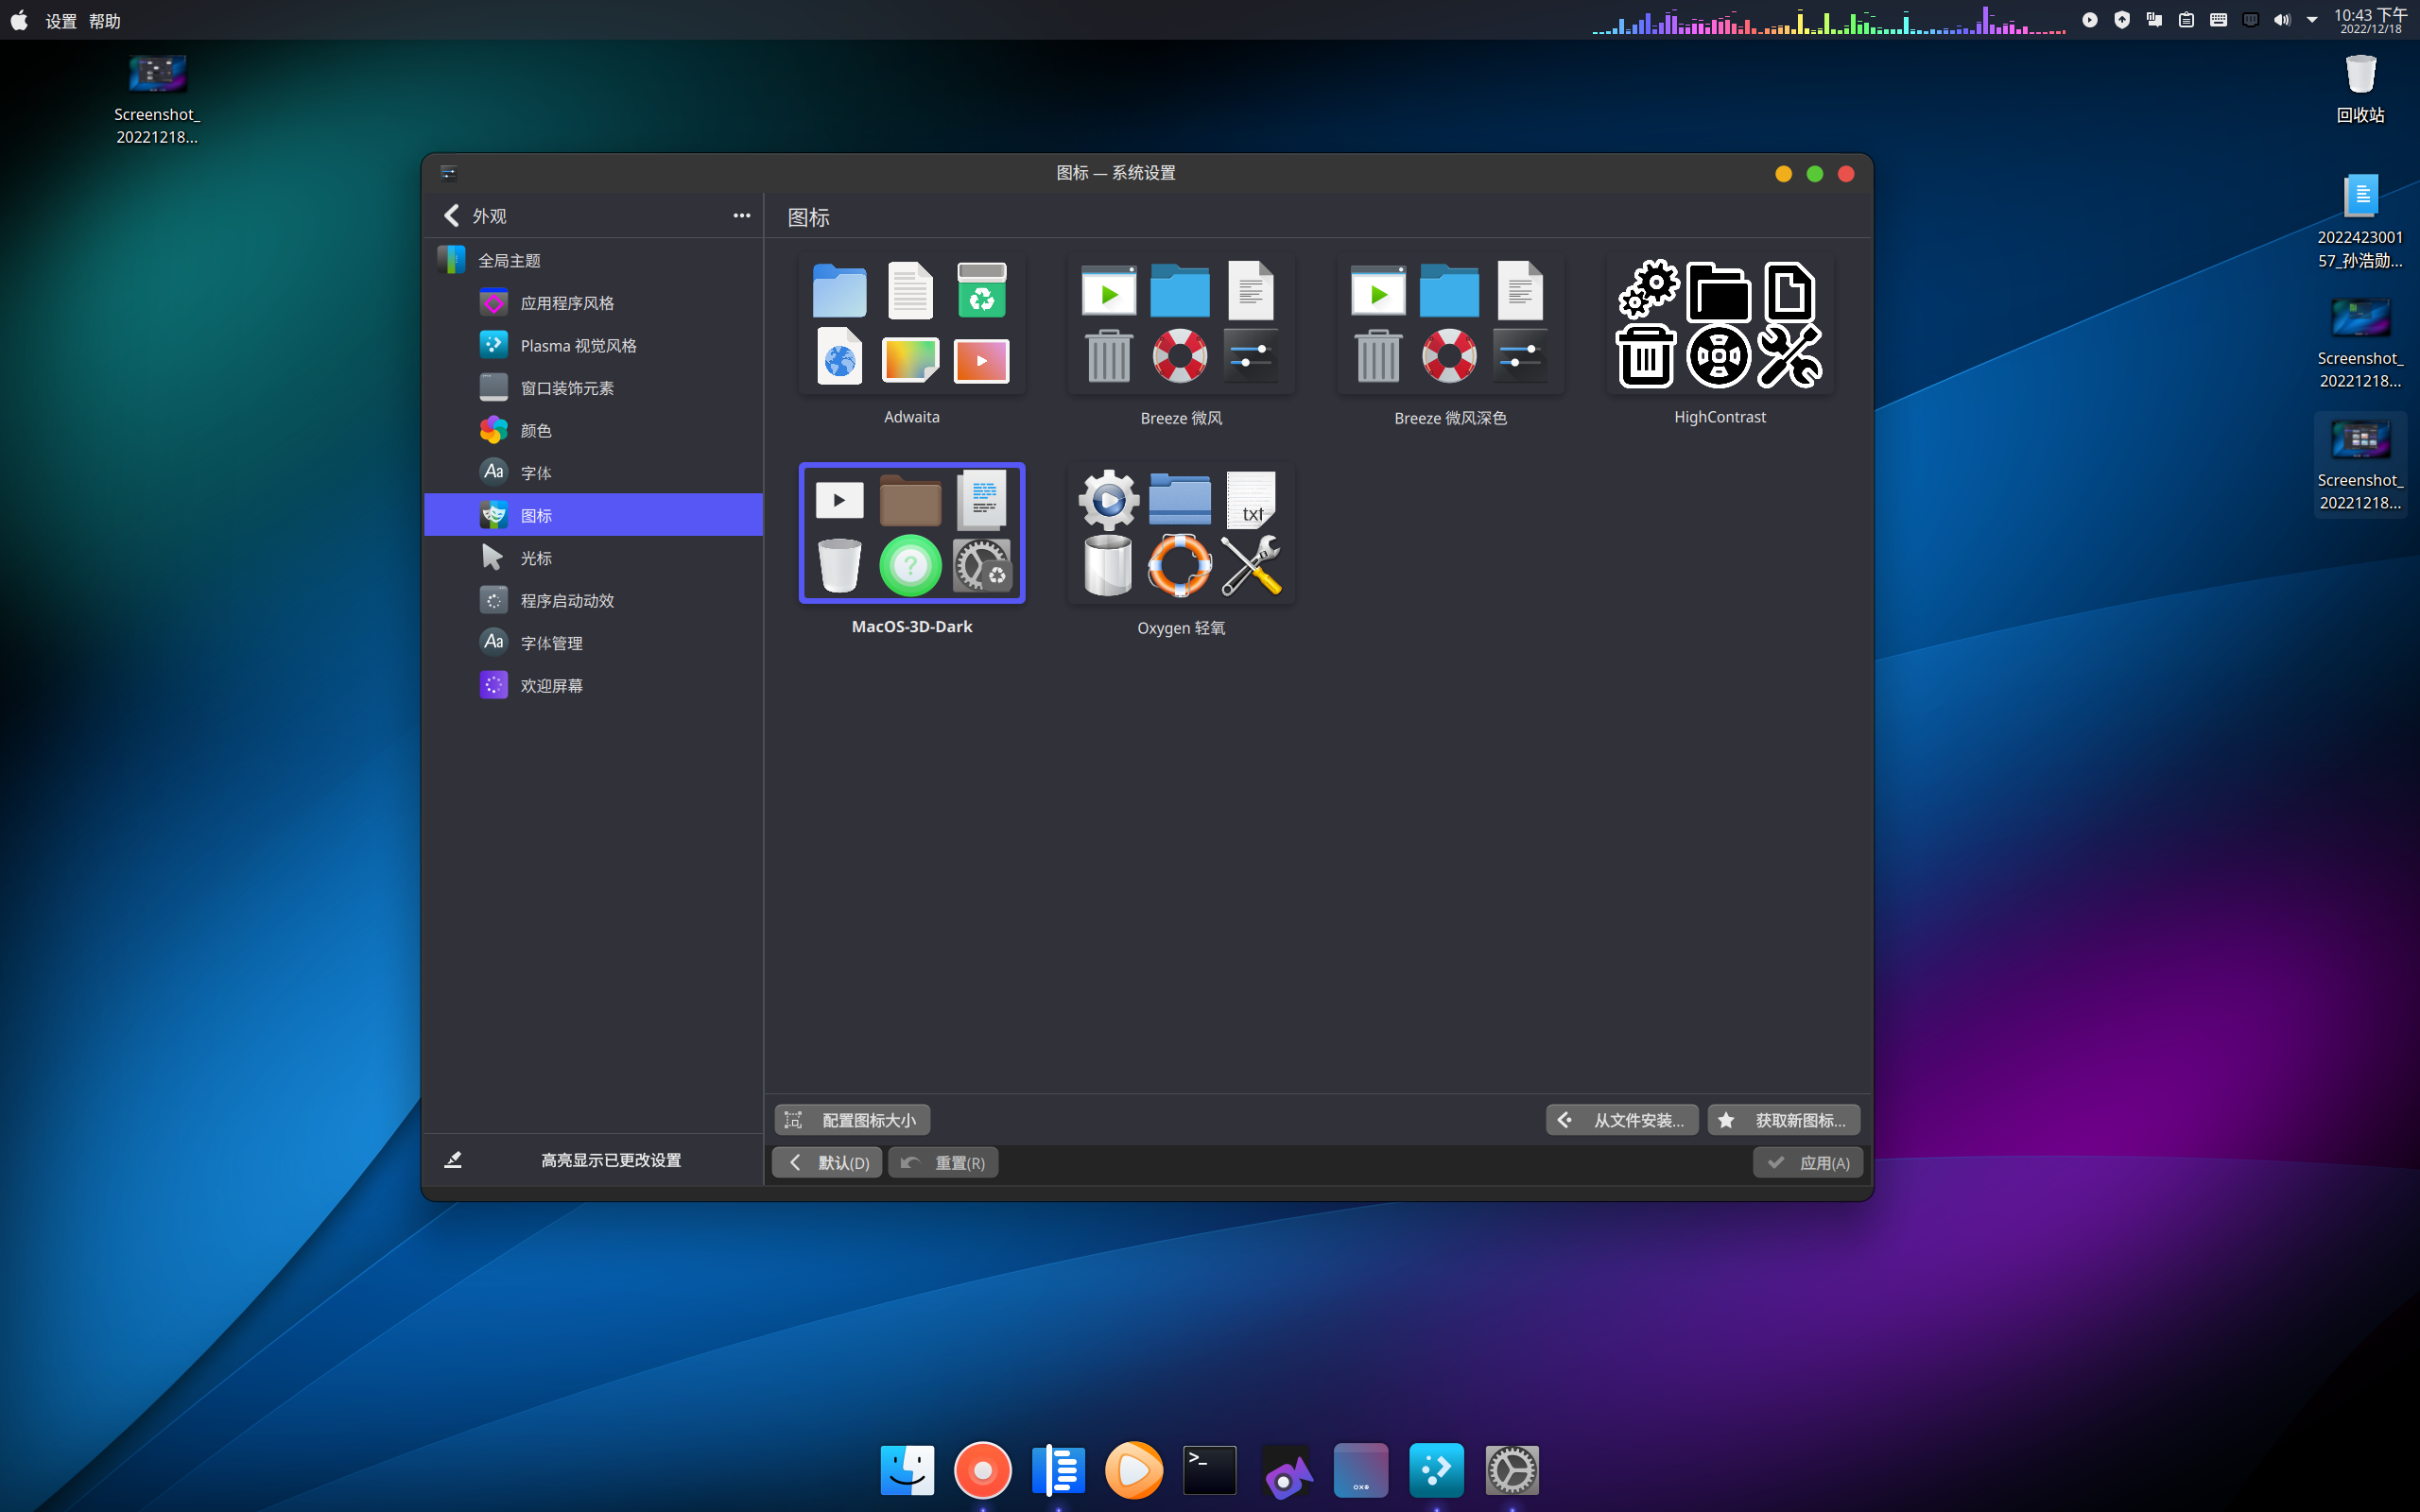 设置 帮助
10:43 下午
2022/12/18
Screenshot_
20221218...
回收站
2022423001
57_孙浩勋...
Screenshot_
20221218...
Screenshot_
20221218...
图标 — 系统设置
外观
图标
全局主题
应用程序风格
Plasma 视觉风格
窗口装饰元素
颜色
Aa 字体
图标
光标
程序启动动效
Aa 字体管理
欢迎屏幕
Adwaita
Breeze 微风
Breeze 微风深色
HighContrast
txt
MacOS-3D-Dark
Oxygen 轻氧
配置图标大小
从文件安装...
获取新图标...
高亮显示已更改设置
默认(D)
重置(R)
应用(A)
>_